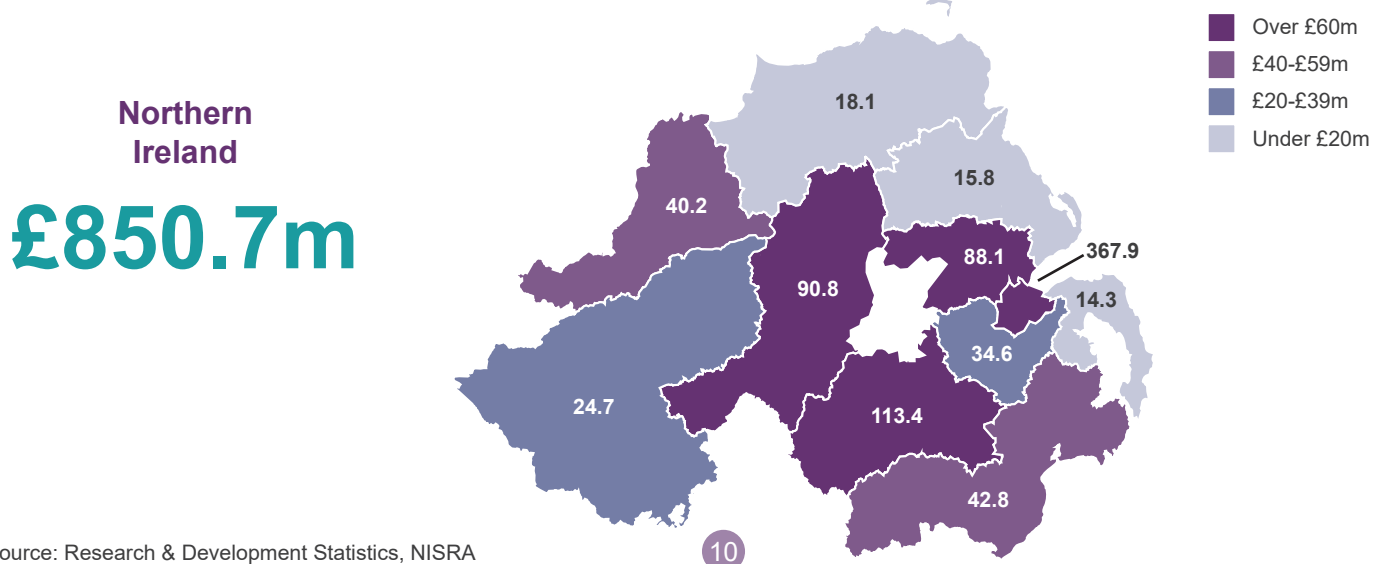 Northern
Ireland
£850.7m
Over £60m
£40-£59m
£20-£39m
Under £20m
18.1
15.8
40.2
367.9
88.1
90.8
14.3
34.6
24.7
113.4
42.8
ource: Research & Development Statistics, NISRA
10